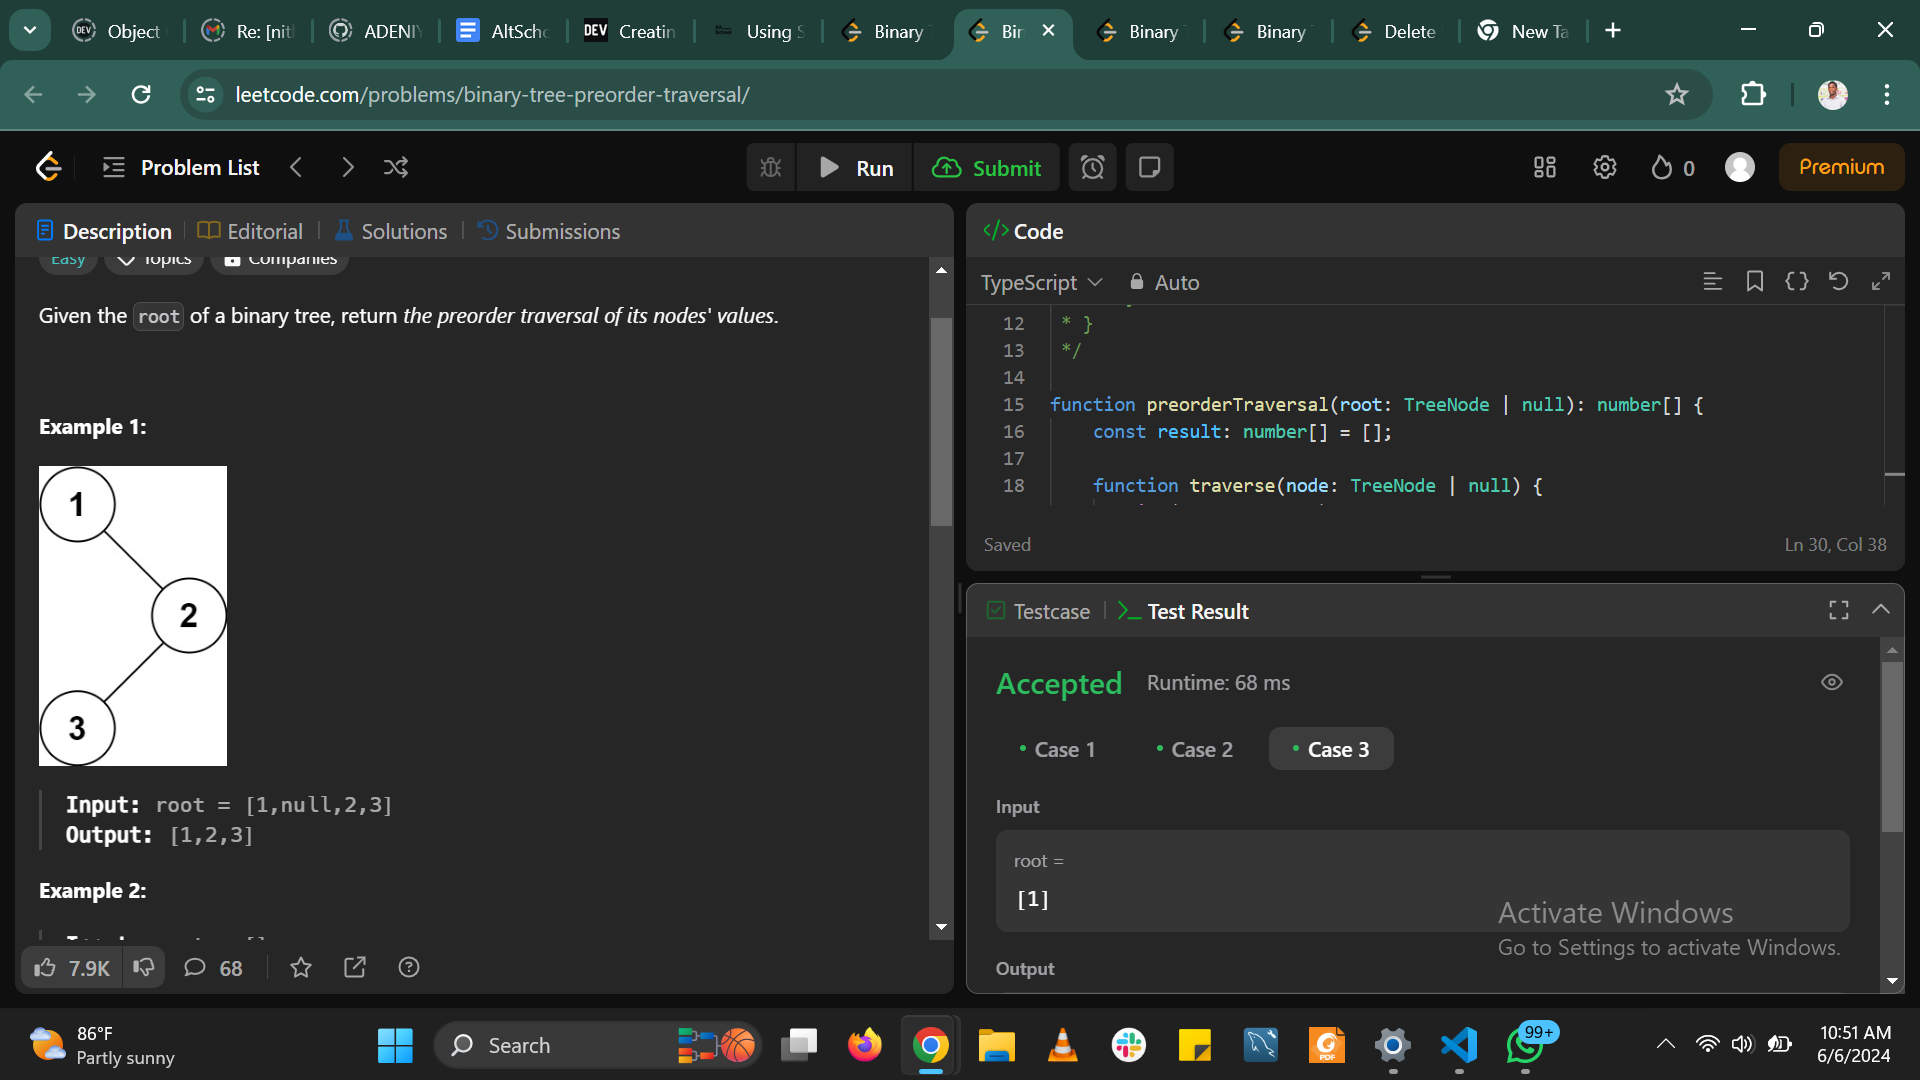 Object
Re: [nitl
ADENIY
AltScho
DEV Creatin
Using S
Binary
Bin
Binary
Binary
Delete
New Ta
leetcode.com/problems/binary-tree-preorder-traversal/
Problem List
Run
Submit
0
Premium
Description
Editorial
Solutions
Submissions
Easy
Topics
Companies
Given the root of a binary tree, return the preorder traversal of its nodes' values.
Example 1:
1
2
3
Input: root = [1,null,2,3]
Output: [1,2,3]
Example 2:
7.9K
68
</> Code
TypeScript
Auto
12 * }
13 */
14
15 function preorderTraversal(root: TreeNode | null): number[] {
16 const result: number[] = [];
17
18 function traverse(node: TreeNode | null) {
Saved
Ln 30, Col 38
Testcase
>_ Test Result
Accepted
Runtime: 68 ms
• Case 1
• Case 2
• Case 3
Input
root =
[1]
Activate Windows
Go to Settings to activate Windows.
Output
86°F
Partly sunny
Search
PDF
99+
10:51 AM
6/6/2024